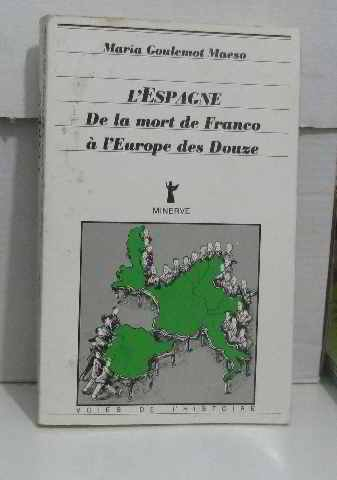 Maria Goulemot Maeso
L'ESPAGNE
De la mort de Franco
à l'Europe des Douze
MINERVE
VOIES DE L'HISTOIRE